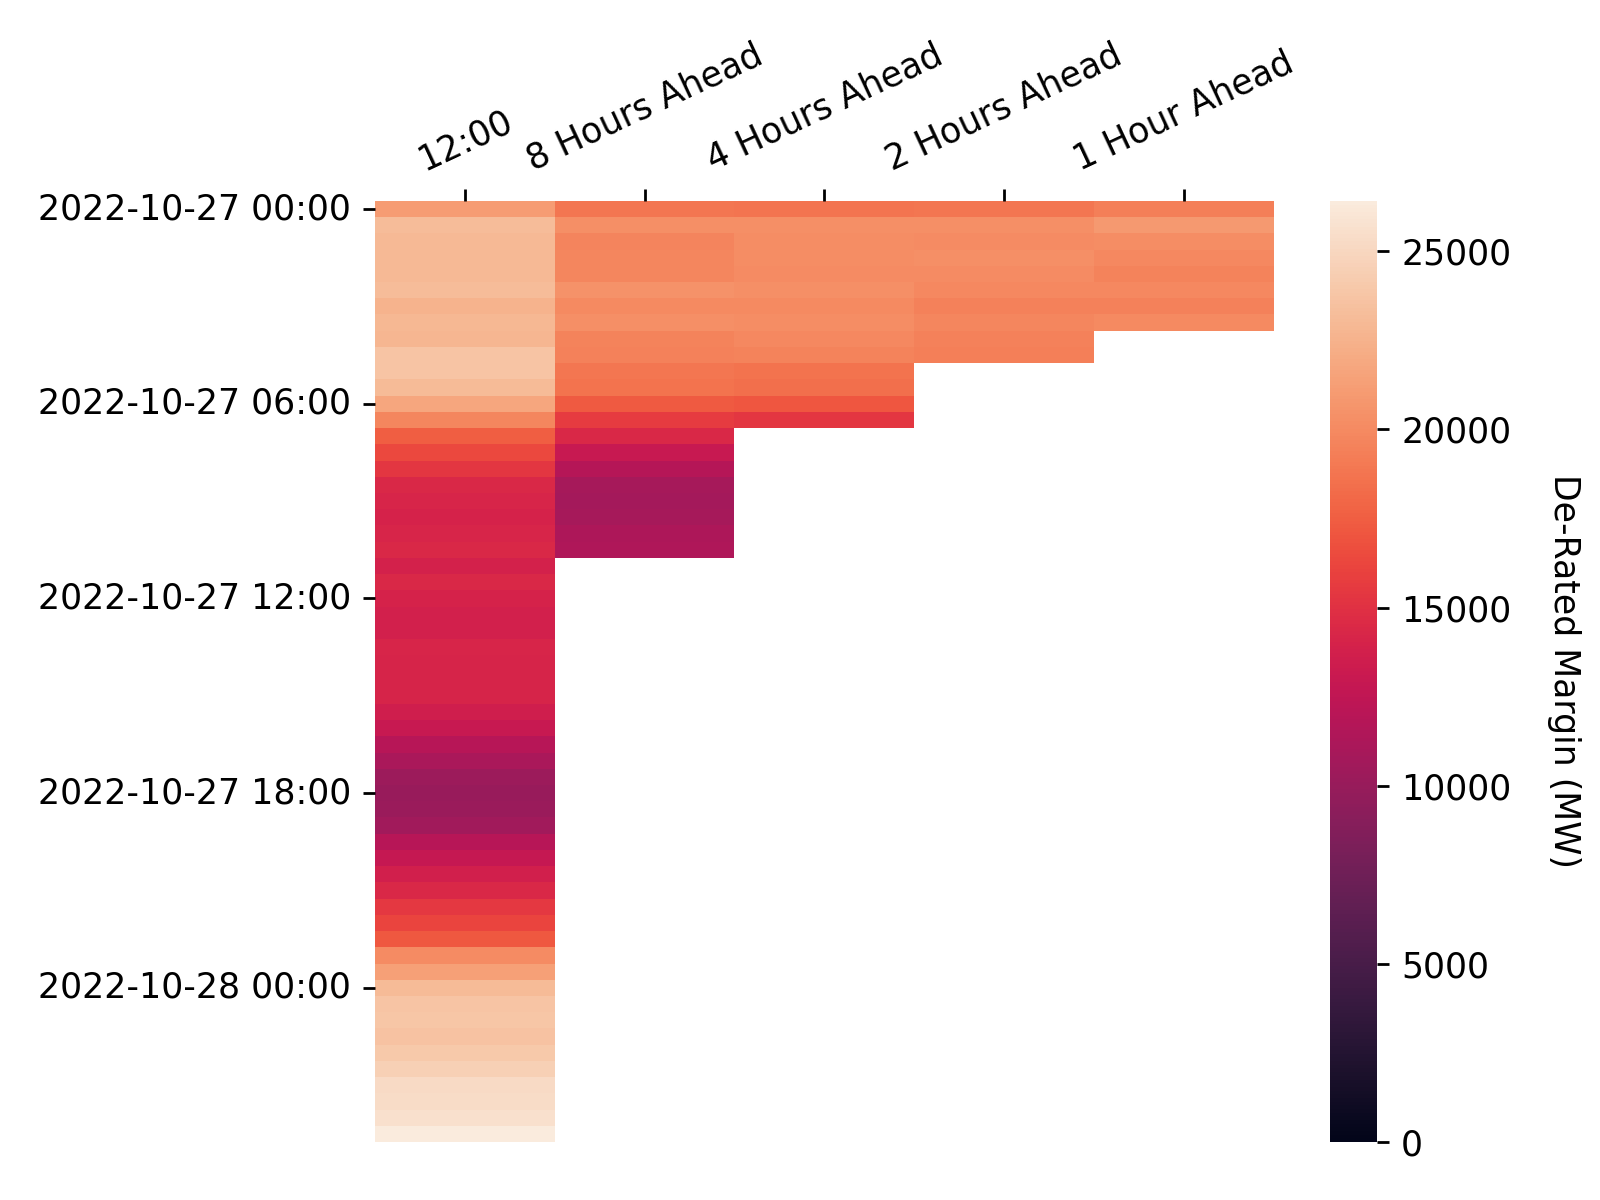 12:00
8 Hours Ahead
4 Hours Ahead
2 Hours Ahead
1 Hour Ahead
2022-10-27 00:00
2022-10-27 06:00
2022-10-27 12:00
2022-10-27 18:00
2022-10-28 00:00
25000
20000
15000
10000
5000
0
De-Rated Margin (MW)